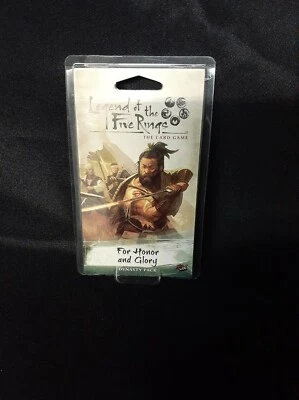 Legend of the
Five Rings
THE CARD GAME
For Honor
and Glory
DYNASTY PACK